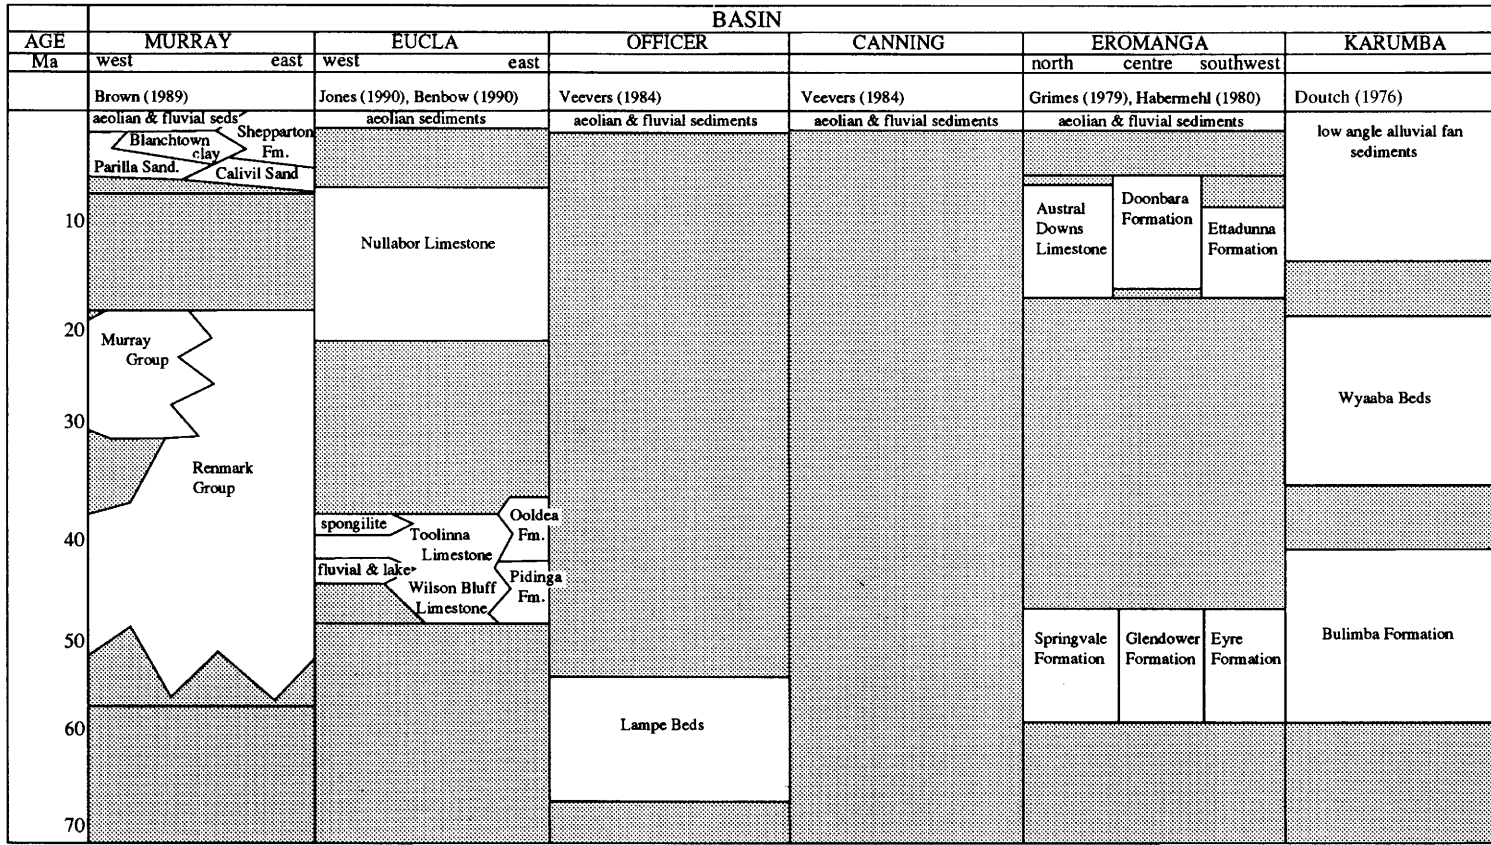 BASIN
AGE MURRAY EUCLA OFFICER CANNING EROMANGA KARUMBA
Ma west east west east north centre southwest
Brown (1989) Jones (1990), Benbow (1990) Veevers (1984) Veevers (1984) Grimes (1979), Habermehl (1980) Doutch (1976)
aeolian & fluvial seds
Blanchtown
clay
Shepparton
Fm.
Parilla Sand.
Calivil Sand
aeolian sediments
aeolian & fluvial sediments
aeolian & fluvial sediments
aeolian & fluvial sediments
low angle alluvial fan
sediments
10
Nullabor Limestone
Austral
Downs
Limestone
Doonbara
Formation
Ettadunna
Formation
20
Murray
Group
30
Wyaaba Beds
Renmark
Group
40
spongilite
Toolinna
Limestone
Ooldea
Fm.
fluvial & lake
Wilson Bluff
Limestone
Pidinga
Fm.
50
Springvale
Formation
Glendower
Formation
Eyre
Formation
Bulimba Formation
60
Lampe Beds
70